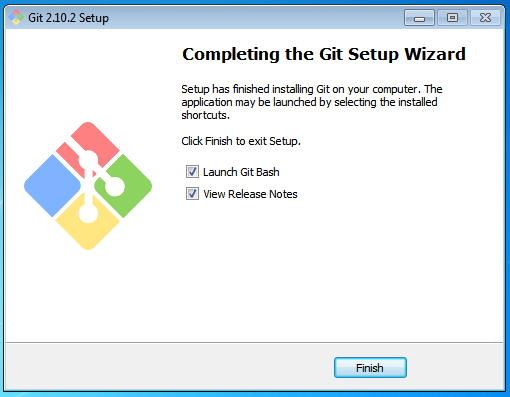 Git 2.10.2 Setup
Completing the Git Setup Wizard
Setup has finished installing Git on your computer. The
application may be launched by selecting the installed
shortcuts.
Click Finish to exit Setup.
Launch Git Bash
View Release Notes
Finish